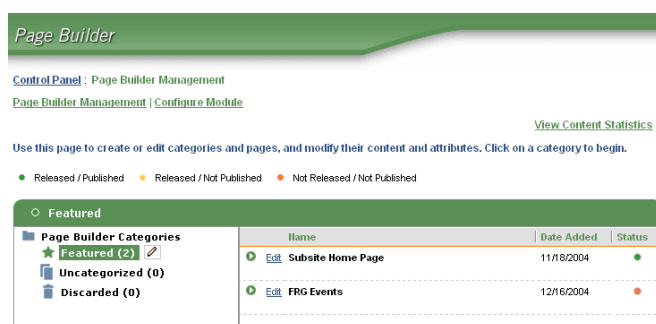 Page Builder
Control Panel : Page Builder Management
Page Builder Management | Configure Module
View Content Statistics
Use this page to create or edit categories and pages, and modify their content and attributes. Click on a category to begin.
Released / Published Released / Not Published Not Released / Not Published
Featured
Page Builder Categories
Featured (2)
Uncategorized (0)
Discarded (0)
Name Date Added Status
Edit Subsite Home Page 11/18/2004
Edit FRG Events 12/16/2004